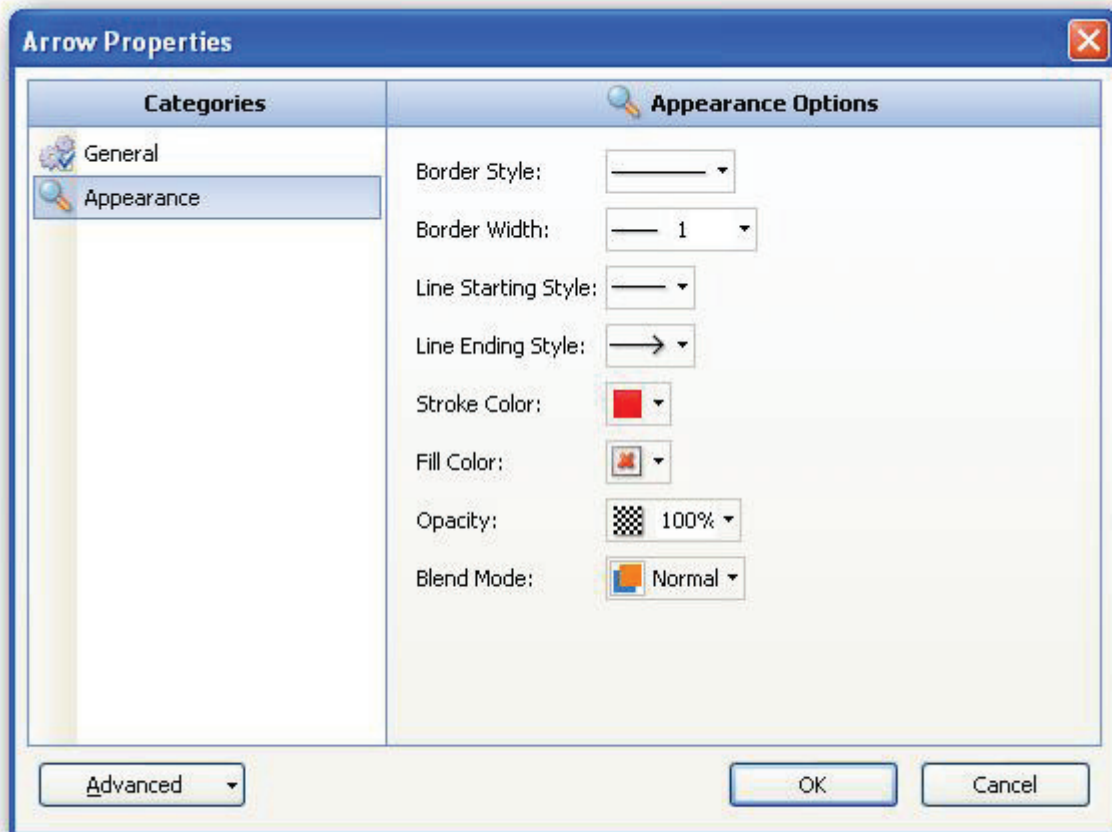 Arrow Properties
Categories
Appearance Options
General
Appearance
Border Style:
Border Width: 1
Line Starting Style:
Line Ending Style:
Stroke Color:
Fill Color:
Opacity: 100%
Blend Mode: Normal
Advanced
OK
Cancel